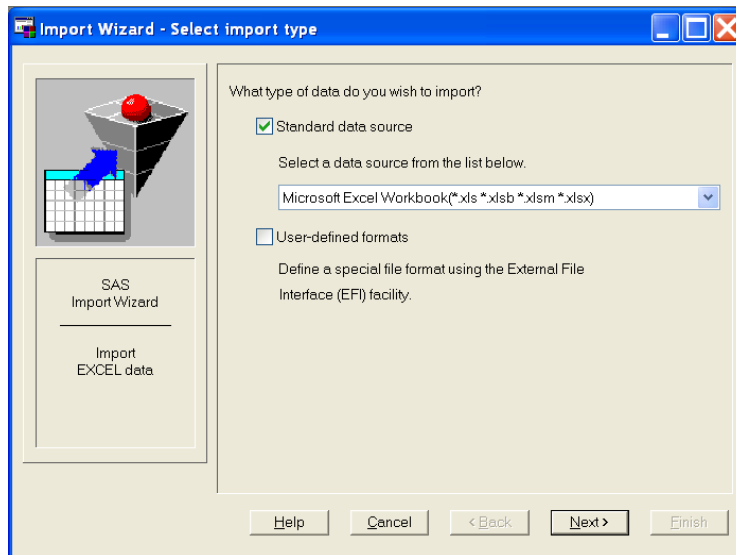 Import Wizard - Select import type
What type of data do you wish to import?
Standard data source
Select a data source from the list below.
Microsoft Excel Workbook(*.xls *.xlsb *.xlsm *.xlsx)
User-defined formats
Define a special file format using the External File
Interface (EFI) facility.
SAS
Import Wizard
Import
EXCEL data
Help
Cancel
< Back
Next >
Finish